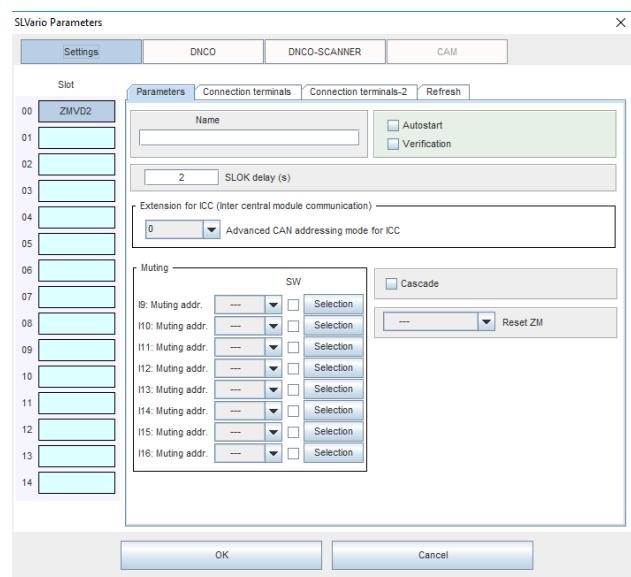 SLVario Parameters
Settings DNCO DNCO-SCANNER CAM
Slot
Parameters Connection terminals Connection terminals-2 Refresh
00 ZMVD2
01
02
03
04
05
06
07
08
09
10
11
12
13
14
Name
Autostart
Verification
2 SLOK delay (s)
Extension for ICC (Inter central module communication)
0 Advanced CAN addressing mode for ICC
Muting
SW
I9: Muting addr. --- Selection
I10: Muting addr. --- Selection
I11: Muting addr. --- Selection
I12: Muting addr. --- Selection
I13: Muting addr. --- Selection
I14: Muting addr. --- Selection
I15: Muting addr. --- Selection
I16: Muting addr. --- Selection
Cascade
--- Reset ZM
OK Cancel